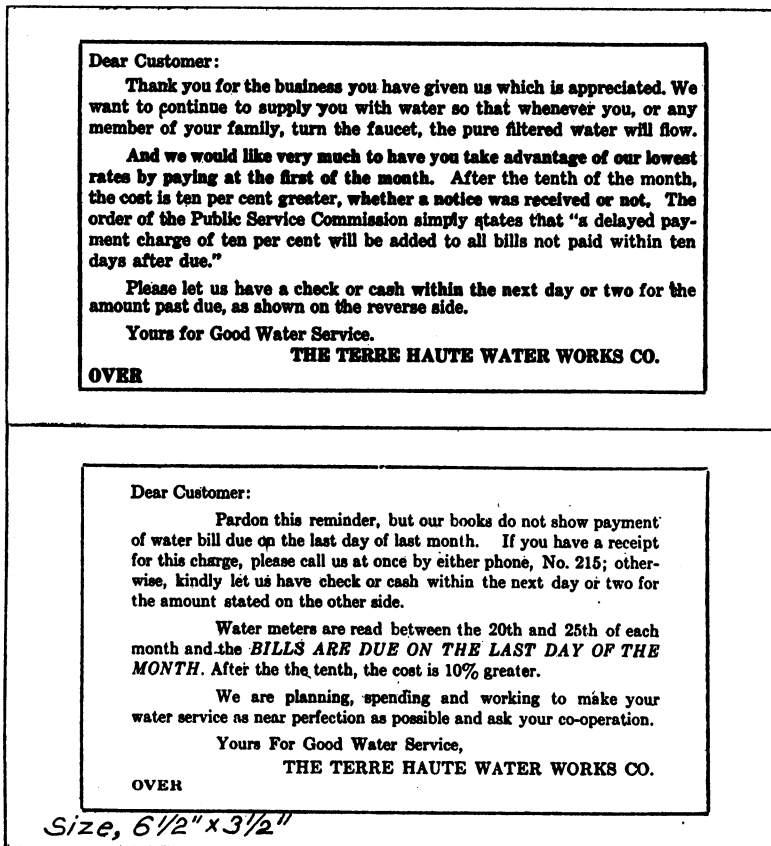 Dear Customer:
Thank you for the business you have given us which is appreciated. We
want to continue to supply you with water so that whenever you, or any
member of your family, turn the faucet, the pure filtered water will flow.
And we would like very much to have you take advantage of our lowest
rates by paying at the first of the month. After the tenth of the month,
the cost is ten per cent greater, whether a notice was received or not. The
order of the Public Service Commission simply states that "a delayed pay-
ment charge of ten per cent will be added to all bills not paid within ten
days after due."
Please let us have a check or cash within the next day or two for the
amount past due, as shown on the reverse side.
Yours for Good Water Service.
THE TERRE HAUTE WATER WORKS CO.
OVER
Dear Customer:
Pardon this reminder, but our books do not show payment
of water bill due on the last day of last month. If you have a receipt
for this charge, please call us at once by either phone, No. 215; other-
wise, kindly let us have check or cash within the next day or two for
the amount stated on the other side.
Water meters are read between the 20th and 25th of each
month and the BILLS ARE DUE ON THE LAST DAY OF THE
MONTH. After the the tenth, the cost is 10% greater.
We are planning, spending and working to make your
water service as near perfection as possible and ask your co-operation.
Yours For Good Water Service,
THE TERRE HAUTE WATER WORKS CO.
OVER
Size, 6 1/2" x 3 1/2"